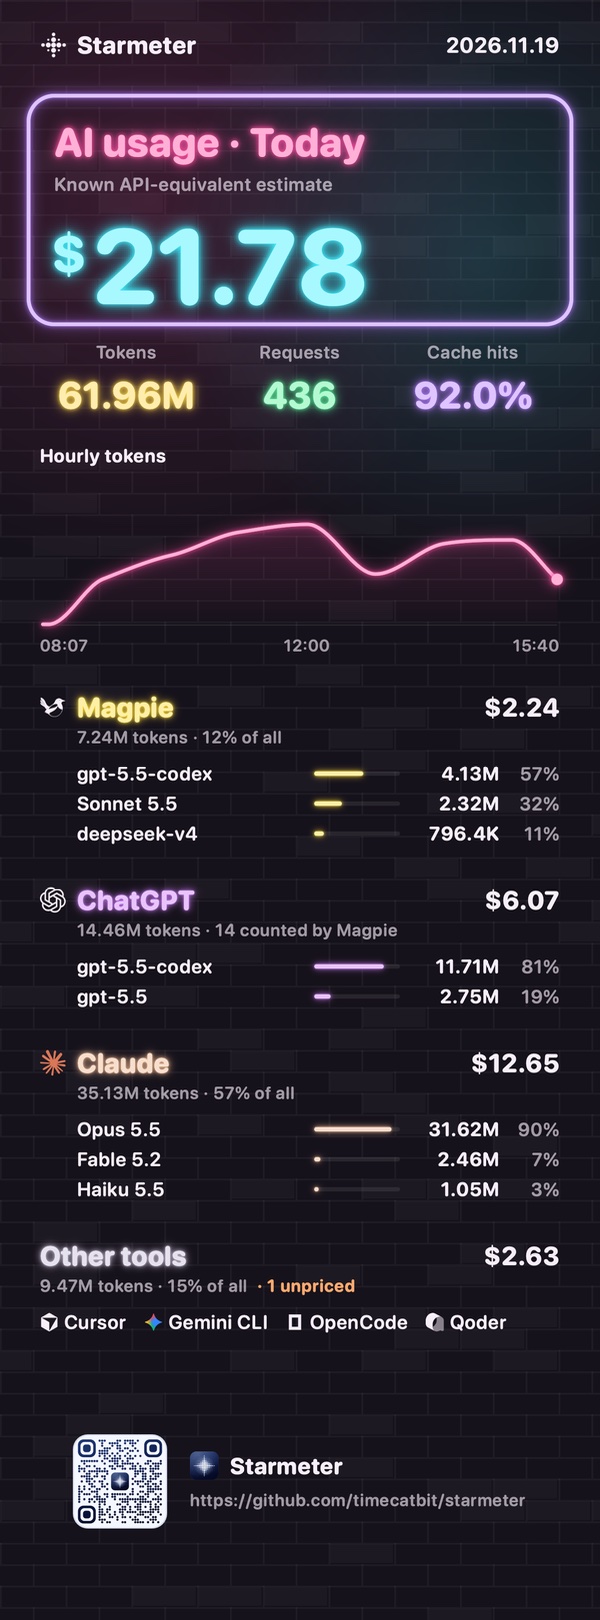 Starmeter
2026.11.19
AI usage · Today
Known API-equivalent estimate
$21.78
Tokens Requests Cache hits
61.96M 436 92.0%
Hourly tokens
08:07 12:00 15:40
Magpie $2.24
7.24M tokens · 12% of all
gpt-5.5-codex 4.13M 57%
Sonnet 5.5 2.32M 32%
deepseek-v4 796.4K 11%
ChatGPT $6.07
14.46M tokens · 14 counted by Magpie
gpt-5.5-codex 11.71M 81%
gpt-5.5 2.75M 19%
Claude $12.65
35.13M tokens · 57% of all
Opus 5.5 31.62M 90%
Fable 5.2 2.46M 7%
Haiku 5.5 1.05M 3%
Other tools $2.63
9.47M tokens · 15% of all · 1 unpriced
Cursor Gemini CLI OpenCode Qoder
Starmeter
https://github.com/timecatbit/starmeter